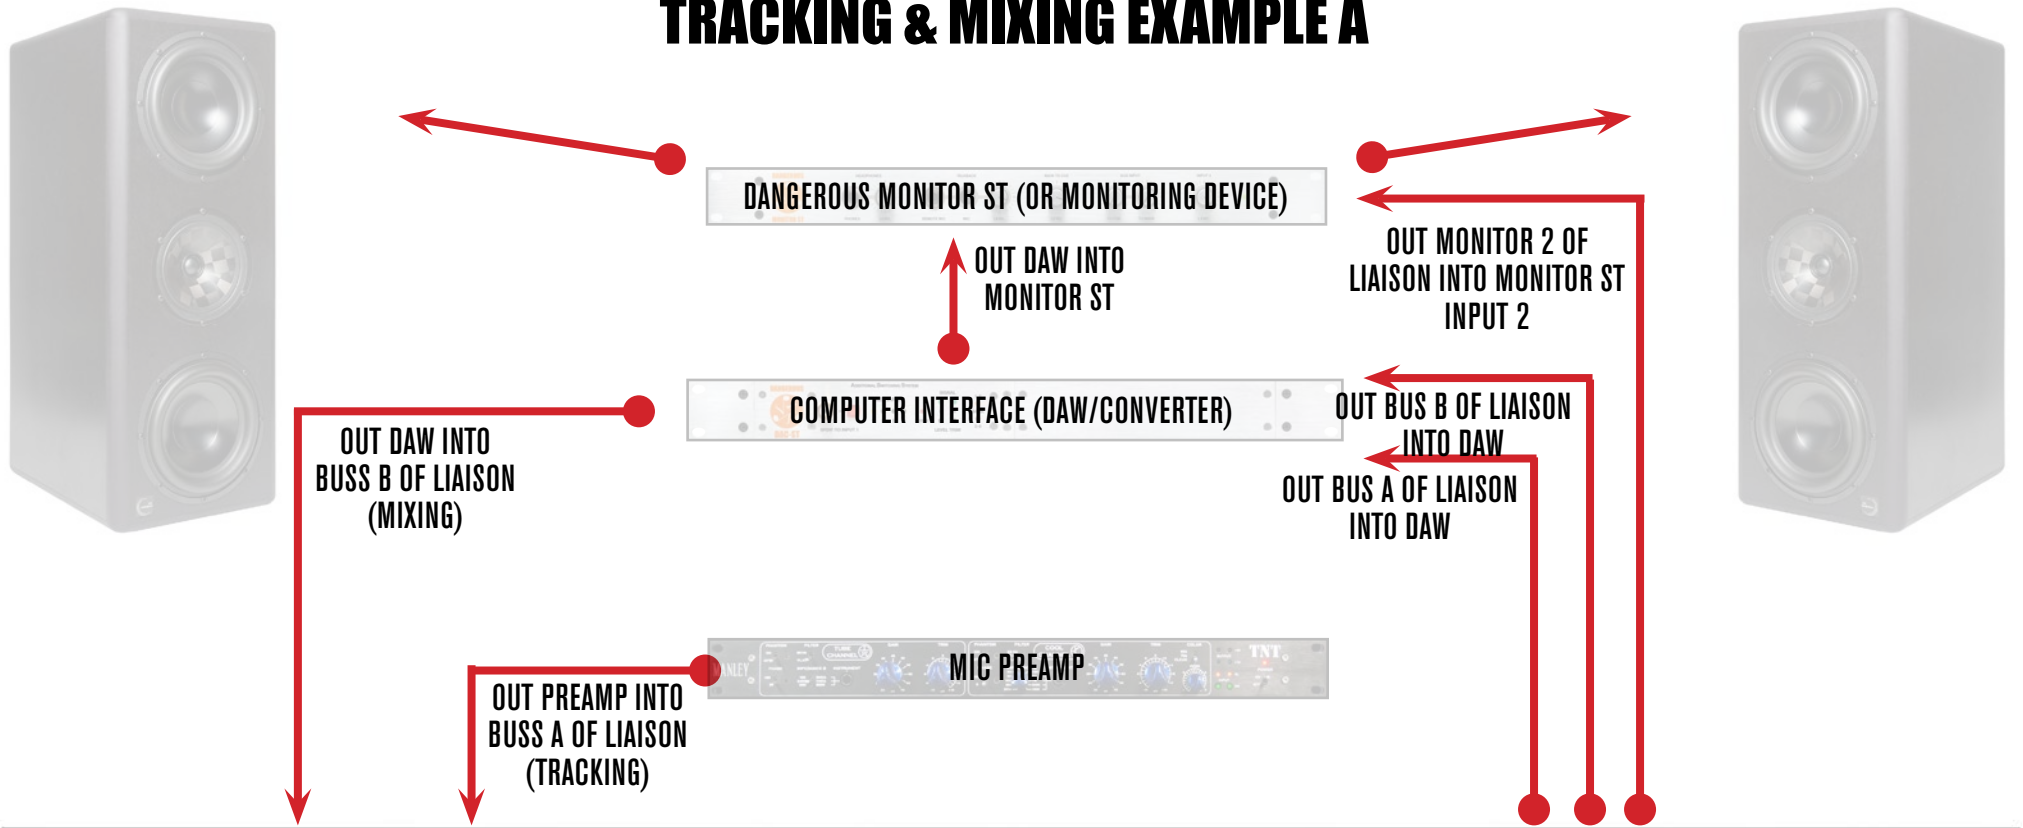 TRACKING & MIXING EXAMPLE A
DANGEROUS MONITOR ST (OR MONITORING DEVICE)
OUT DAW INTO
MONITOR ST
OUT MONITOR 2 OF
LIAISON INTO MONITOR ST
INPUT 2
COMPUTER INTERFACE (DAW/CONVERTER)
OUT BUS B OF LIAISON
INTO DAW
OUT DAW INTO
BUSS B OF LIAISON
(MIXING)
OUT BUS A OF LIAISON
INTO DAW
MIC PREAMP
TNT
OUT PREAMP INTO
BUSS A OF LIAISON
(TRACKING)